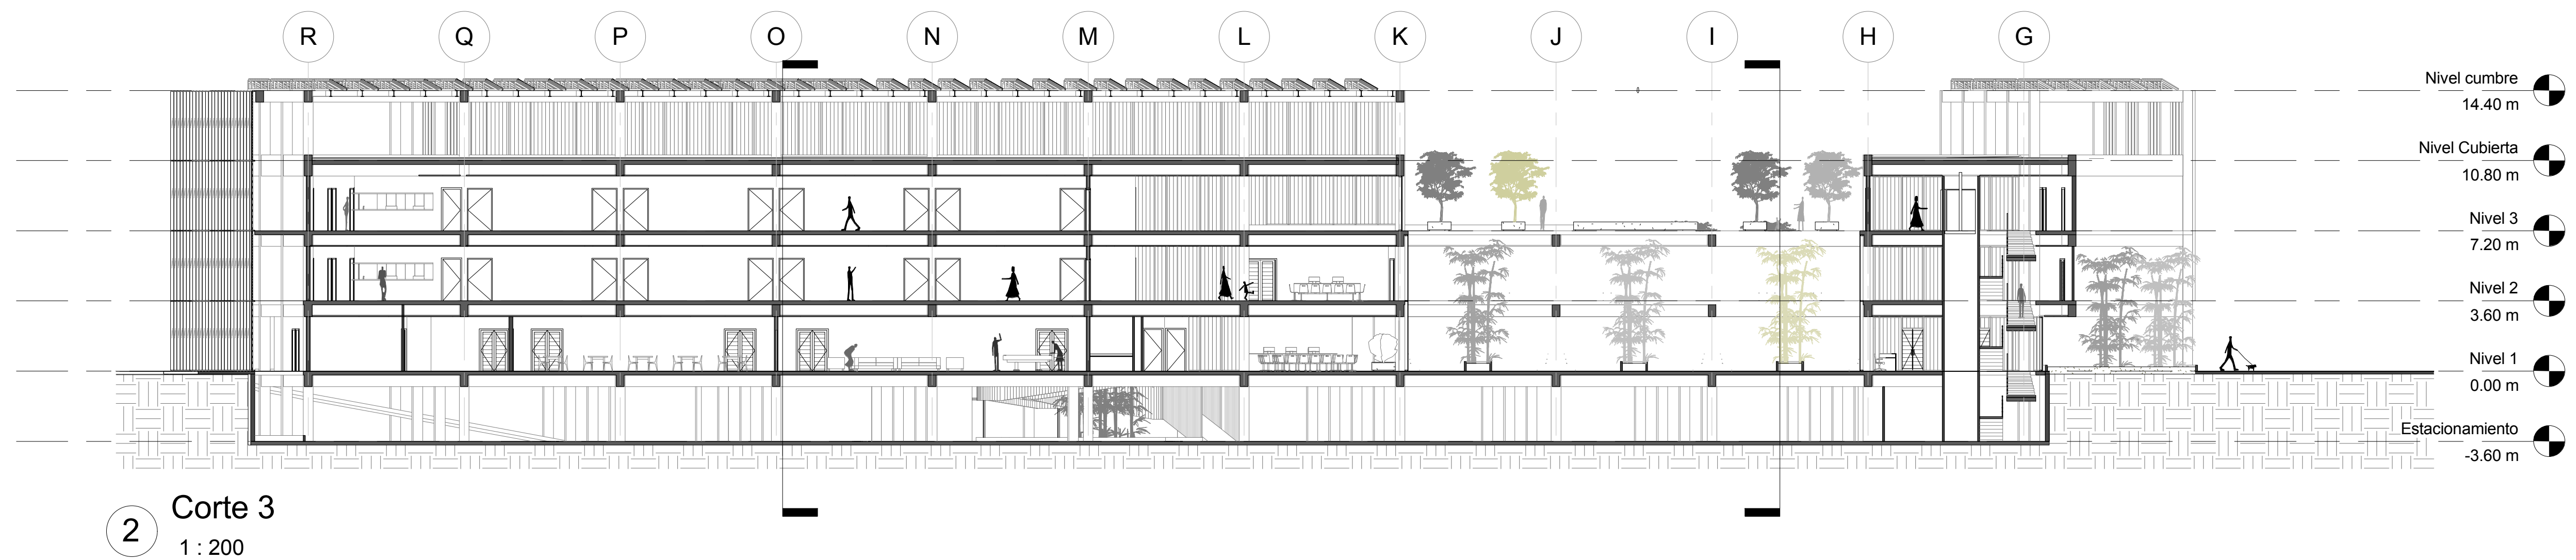 R Q P O N M L K J I H G
Nivel cumbre
14.40 m
Nivel Cubierta
10.80 m
Nivel 3
7.20 m
Nivel 2
3.60 m
Nivel 1
0.00 m
Estacionamiento
-3.60 m
2 Corte 3
1 : 200